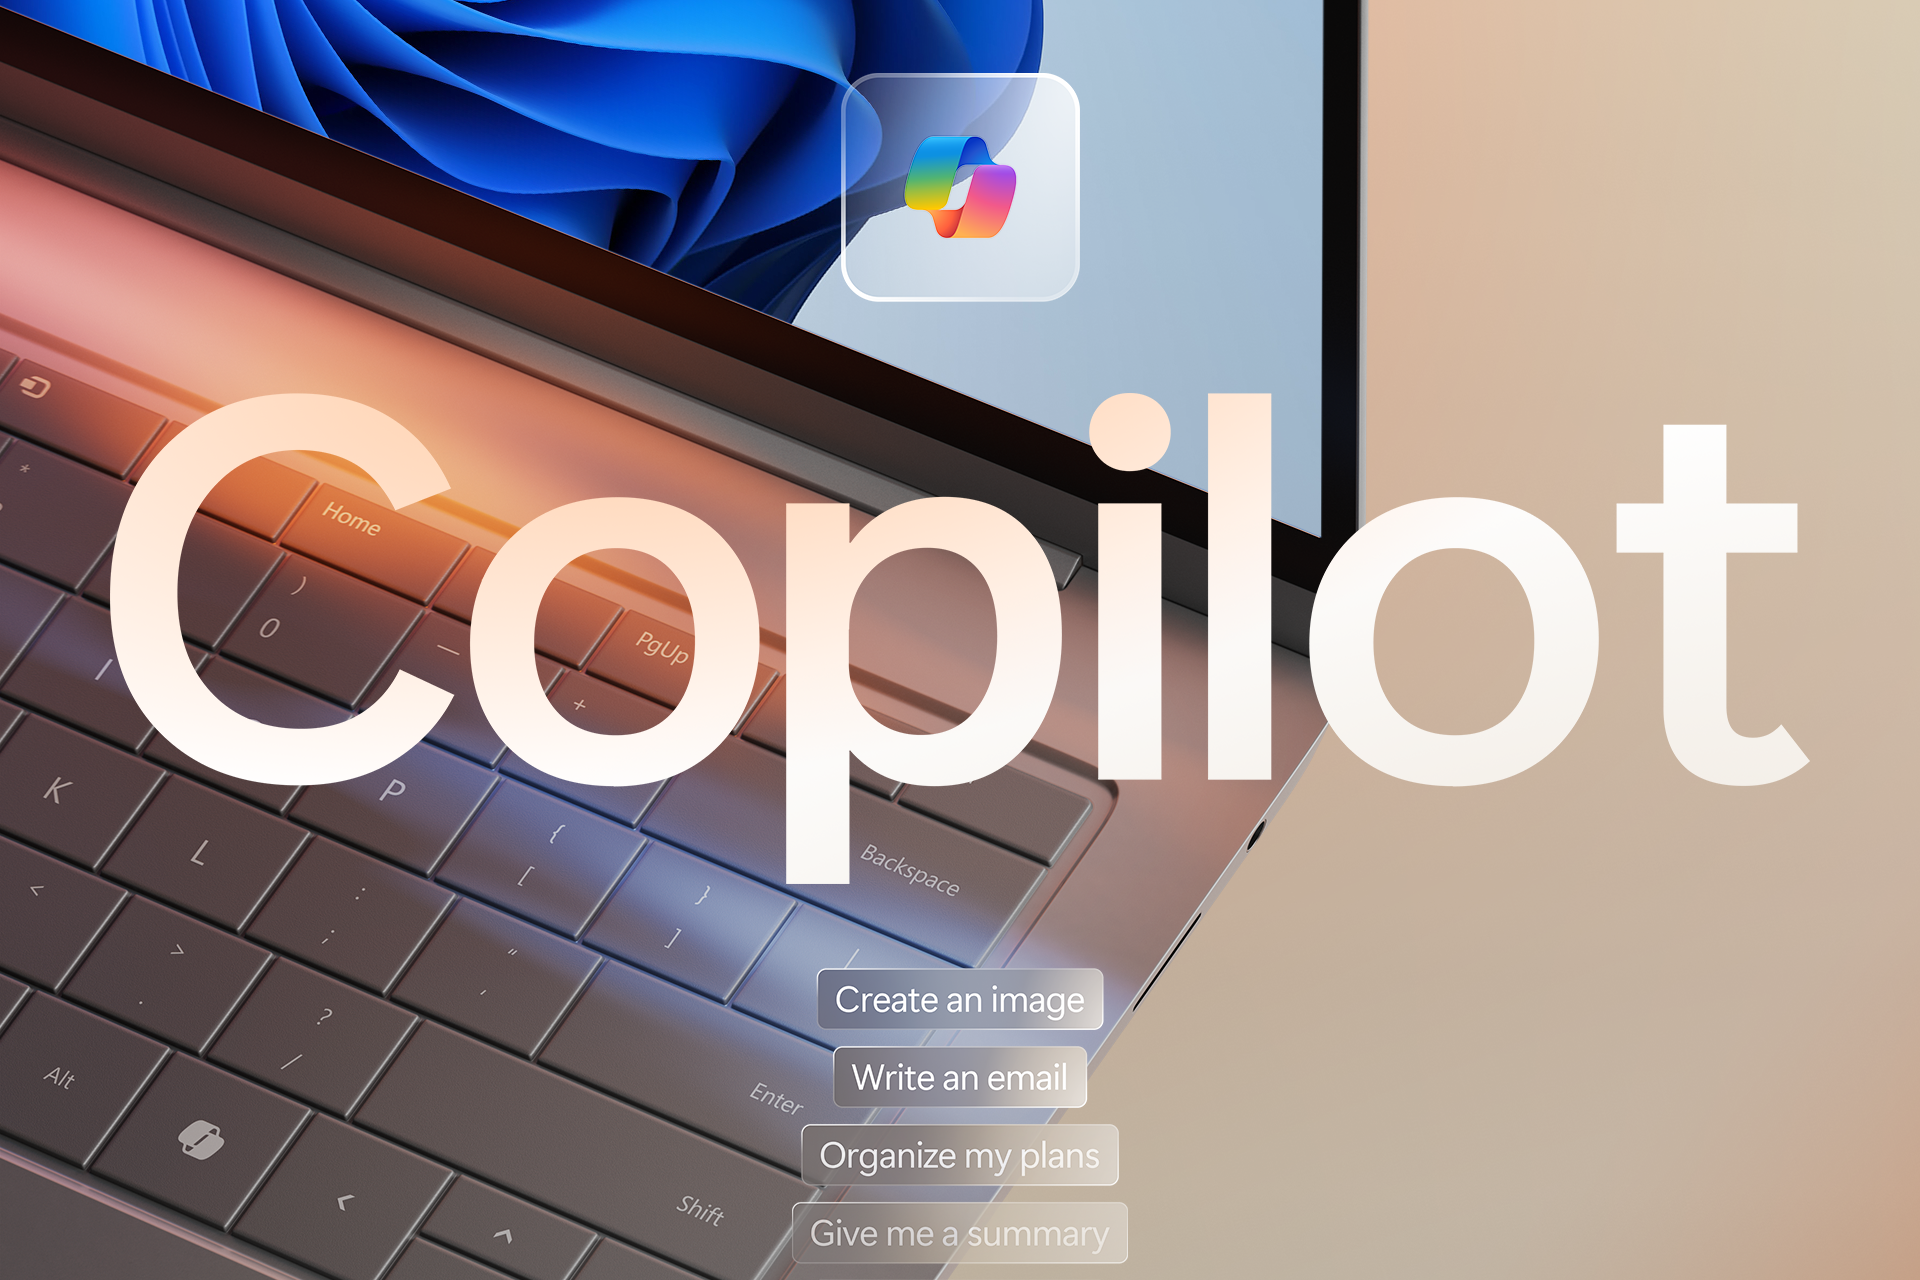 Copilot
Home
PgUp
)
0
—
+
*
I
K
P
L
{
[
}
]
|
Backspace
<
:
;
>
.
"
,
?
/
Enter
Alt
Shift
Create an image
Write an email
Organize my plans
Give me a summary